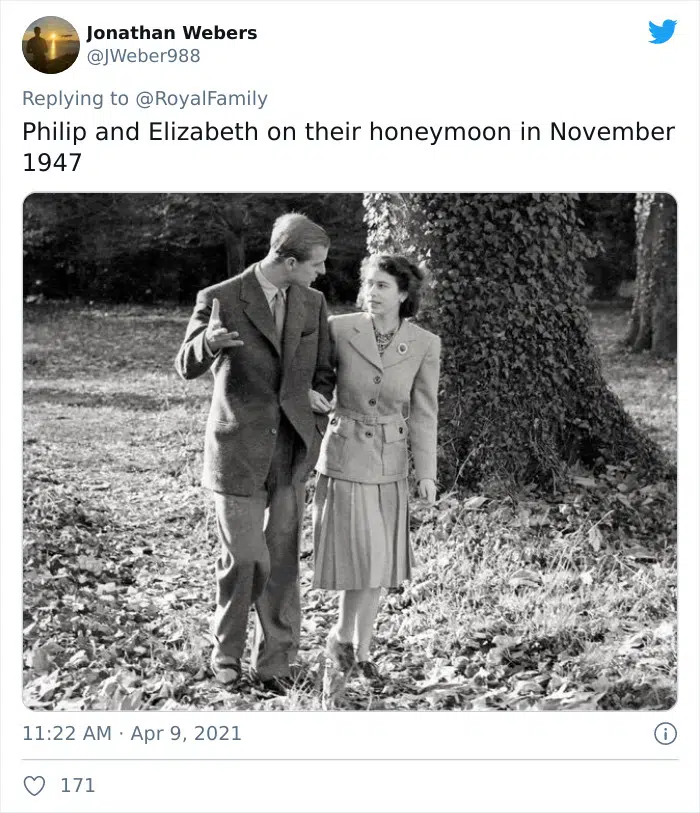 Jonathan Webers
@JWeber988
Replying to @RoyalFamily
Philip and Elizabeth on their honeymoon in November
1947
11:22 AM · Apr 9, 2021
171